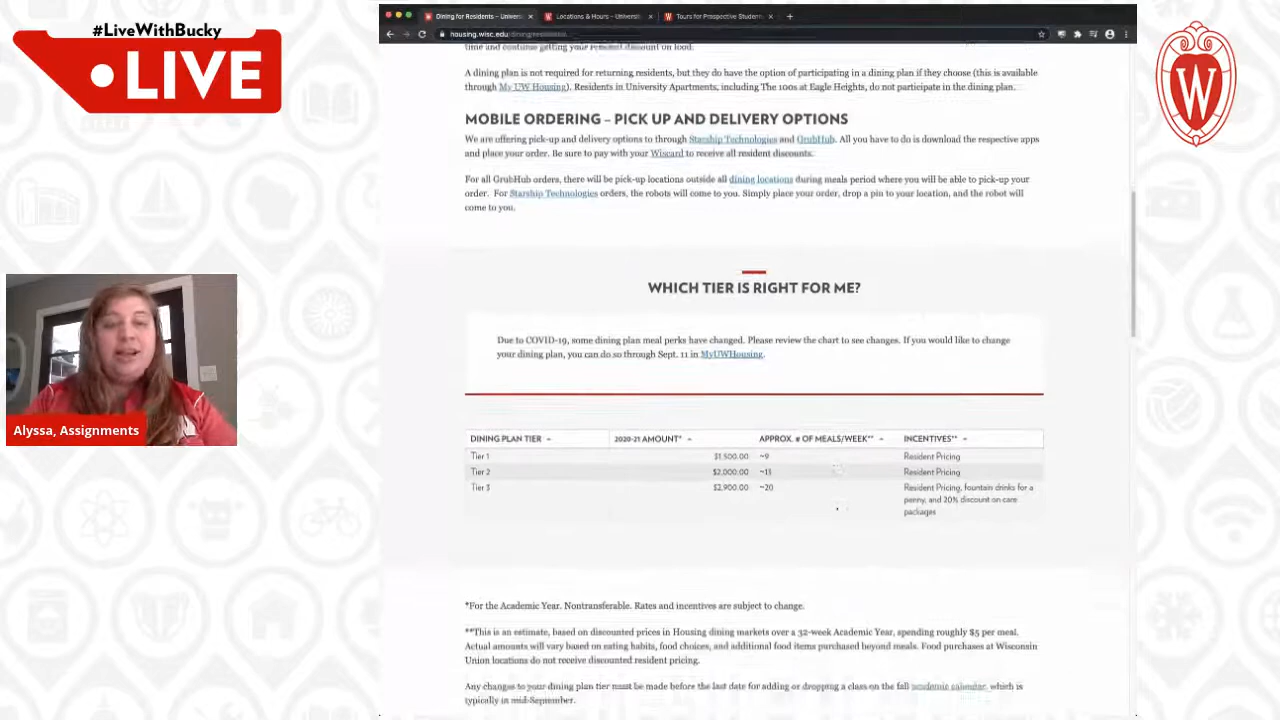 #LiveWithBucky
LIVE
Alyssa, Assignments
W
Dining for Residents – Univers
Locations & Hours – Universit
Tours for Prospective Student
housing.wisc.edu
A dining plan is not required for returning residents, but they do have the option of participating in a dining plan if they choose (this is available
through My UW Housing). Residents in University Apartments, including The 100s at Eagle Heights, do not participate in the dining plan.
MOBILE ORDERING – PICK UP AND DELIVERY OPTIONS
We are offering pick-up and delivery options to through Starship Technologies and GrubHub. All you have to do is download the respective apps
and place your order. Be sure to pay with your Wiscard to receive all resident discounts.
For all GrubHub orders, there will be pick-up locations outside all dining locations during meals period where you will be able to pick-up your
order. For Starship Technologies orders, the robots will come to you. Simply place your order, drop a pin to your location, and the robot will
come to you.
WHICH TIER IS RIGHT FOR ME?
Due to COVID-19, some dining plan meal perks have changed. Please review the chart to see changes. If you would like to change
your dining plan, you can do so through Sept. 11 in MyUWHousing.
DINING PLAN TIER 2020-21 AMOUNT* APPROX. # OF MEALS/WEEK** INCENTIVES**
Tier 1 $1,500.00 ~9 Resident Pricing
Tier 2 $2,000.00 ~13 Resident Pricing
Tier 3 $2,900.00 ~20 Resident Pricing, fountain drinks for a
penny, and 20% discount on care
packages
*For the Academic Year. Nontransferable. Rates and incentives are subject to change.
**This is an estimate, based on discounted prices in Housing dining markets over a 32-week Academic Year, spending roughly $5 per meal.
Actual amounts will vary based on eating habits, food choices, and additional food items purchased beyond meals. Food purchases at Wisconsin
Union locations do not receive discounted resident pricing.
Any changes to your dining plan tier must be made before the last date for adding or dropping a class on the fall academic calendar, which is
typically in mid-September.